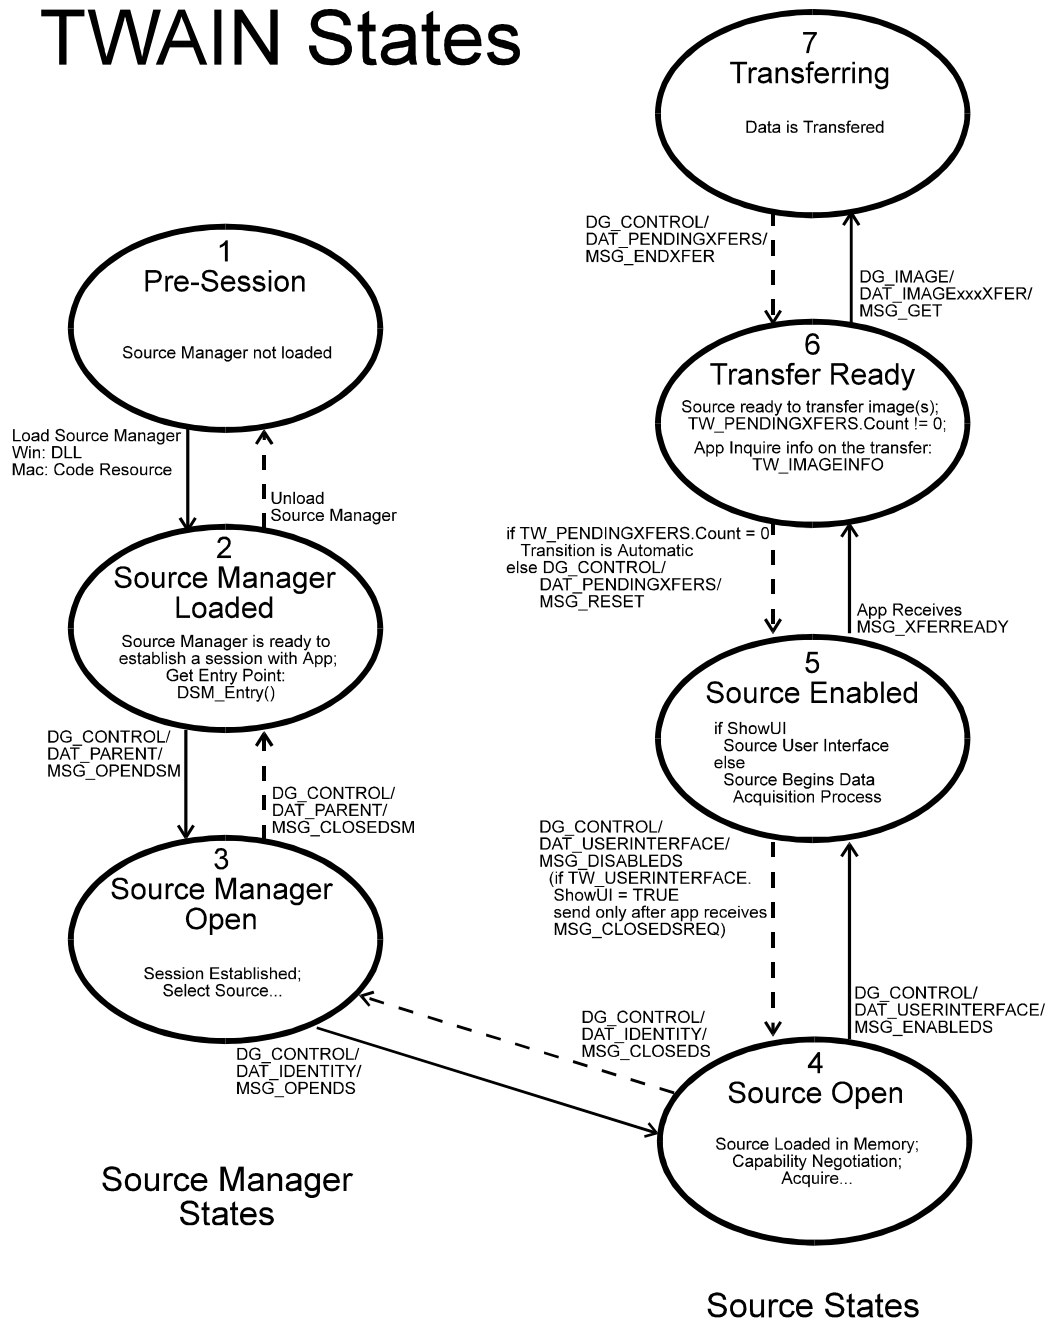 TWAIN States
7
Transferring
Data is Transfered
DG_CONTROL/
DAT_PENDINGXFERS/
MSG_ENDXFER
DG_IMAGE/
DAT_IMAGExxxXFER/
MSG_GET
1
Pre-Session
Source Manager not loaded
6
Transfer Ready
Source ready to transfer image(s);
TW_PENDINGXFERS.Count != 0;
App Inquire info on the transfer:
TW_IMAGEINFO
Load Source Manager
Win: DLL
Mac: Code Resource
Unload
Source Manager
if TW_PENDINGXFERS.Count = 0
Transition is Automatic
else DG_CONTROL/
DAT_PENDINGXFERS/
MSG_RESET
App Receives
MSG_XFERREADY
2
Source Manager
Loaded
Source Manager is ready to
establish a session with App;
Get Entry Point:
DSM_Entry()
5
Source Enabled
if ShowUI
Source User Interface
else
Source Begins Data
Acquisition Process
DG_CONTROL/
DAT_PARENT/
MSG_OPENDSM
DG_CONTROL/
DAT_PARENT/
MSG_CLOSEDSM
DG_CONTROL/
DAT_USERINTERFACE/
MSG_DISABLEDS
(if TW_USERINTERFACE.
ShowUI = TRUE
send only after app receives
MSG_CLOSEDSREQ)
3
Source Manager
Open
Session Established;
Select Source...
DG_CONTROL/
DAT_USERINTERFACE/
MSG_ENABLEDS
DG_CONTROL/
DAT_IDENTITY/
MSG_CLOSEDS
DG_CONTROL/
DAT_IDENTITY/
MSG_OPENDS
4
Source Open
Source Loaded in Memory;
Capability Negotiation;
Acquire...
Source Manager
States
Source States